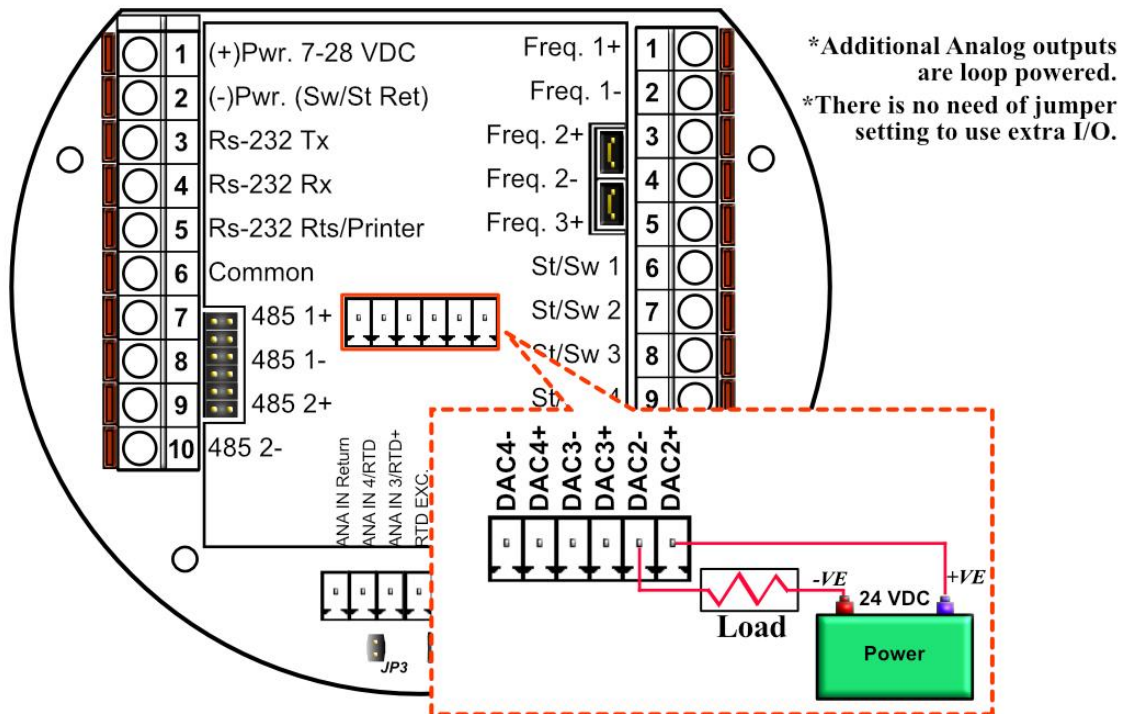 1 (+)Pwr. 7-28 VDC
2 (-)Pwr. (Sw/St Ret)
3 Rs-232 Tx
4 Rs-232 Rx
5 Rs-232 Rts/Printer
6 Common
7 485 1+
8 485 1-
9 485 2+
10 485 2-
Freq. 1+ 1
Freq. 1- 2
Freq. 2+ 3
Freq. 2- 4
Freq. 3+ 5
St/Sw 1 6
St/Sw 2 7
St/Sw 3 8
St/ 4 9
*Additional Analog outputs
are loop powered.
*There is no need of jumper
setting to use extra I/O.
ANA IN Return
ANA IN 4/RTD
ANA IN 3/RTD+
RTD EXC.
JP3
DAC4-
DAC4+
DAC3-
DAC3+
DAC2-
DAC2+
-VE
+VE
24 VDC
Load
Power